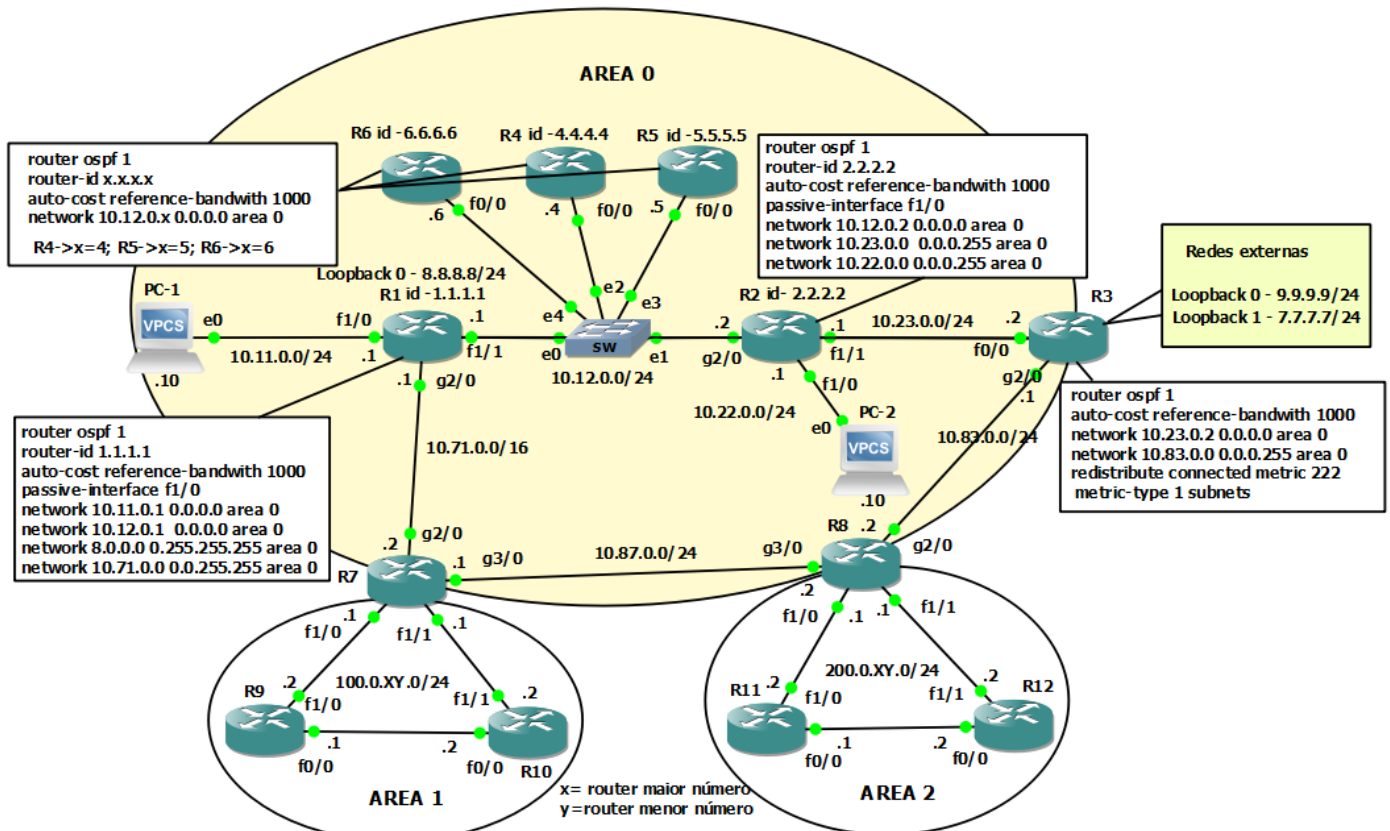 AREA 0
R6 id -6.6.6.6
R4 id -4.4.4.4
R5 id -5.5.5.5
router ospf 1
router-id x.x.x.x
auto-cost reference-bandwith 1000
network 10.12.0.x 0.0.0.0 area 0
R4->x=4; R5->x=5; R6->x=6
router ospf 1
router-id 2.2.2.2
auto-cost reference-bandwith 1000
passive-interface f1/0
network 10.12.0.2 0.0.0.0 area 0
network 10.23.0.0 0.0.0.255 area 0
network 10.22.0.0 0.0.0.255 area 0
.6
f0/0
.4
f0/0
.5
f0/0
Redes externas
Loopback 0 - 9.9.9.9/24
Loopback 1 - 7.7.7.7/24
Loopback 0 - 8.8.8.8/24
PC-1
R1 id -1.1.1.1
e2
e3
e4
R2 id- 2.2.2.2
R3
VPCS
e0
f1/0
.1
f1/1
e0
SW
e1
.2
g2/0
.1
f1/1
10.23.0.0/24
.2
f0/0
10.11.0.0/24
.1
10.12.0.0/24
.10
.1
g2/0
.1
f1/0
g2/0
.1
10.22.0.0/24
PC-2
e0
VPCS
.10
10.83.0.0/24
router ospf 1
auto-cost reference-bandwith 1000
network 10.23.0.2 0.0.0.0 area 0
network 10.83.0.0 0.0.0.255 area 0
redistribute connected metric 222
metric-type 1 subnets
router ospf 1
router-id 1.1.1.1
auto-cost reference-bandwith 1000
passive-interface f1/0
network 10.11.0.1 0.0.0.0 area 0
network 10.12.0.1 0.0.0.0 area 0
network 8.0.0.0 0.255.255.255 area 0
network 10.71.0.0 0.0.255.255 area 0
10.71.0.0/16
g2/0
.2
R7
.1
g3/0
10.87.0.0/24
g3/0
R8
.2
g2/0
.2
f1/0
.1
f1/1
.1
f1/0
.1
.1
f1/1
100.0.XY.0/24
R9
.2
f1/0
f1/1
.2
.1
f0/0
.2
f0/0
R10
AREA 1
200.0.XY.0/24
R11
.2
f1/0
f1/1
.2
R12
.1
f0/0
.2
f0/0
AREA 2
x= router maior número
y=router menor número